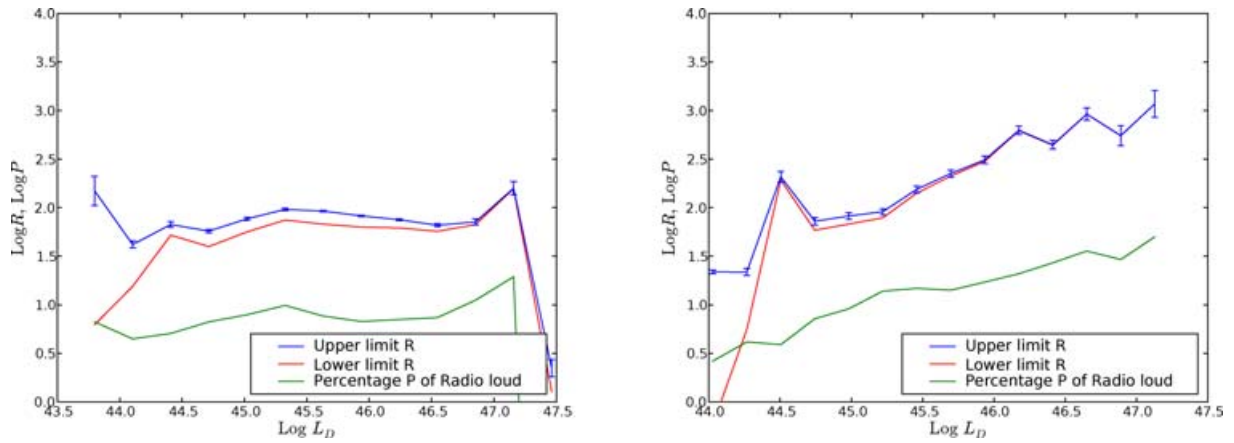 4.0
3.5
3.0
2.5
2.0
1.5
1.0
0.5
0.0
LogR, LogP
43.5 44.0 44.5 45.0 45.5 46.0 46.5 47.0 47.5
Log L_D
Upper limit R
Lower limit R
Percentage P of Radio loud
4.0
3.5
3.0
2.5
2.0
1.5
1.0
0.5
0.0
LogR, LogP
44.0 44.5 45.0 45.5 46.0 46.5 47.0 47.5
Log L_D
Upper limit R
Lower limit R
Percentage P of Radio loud